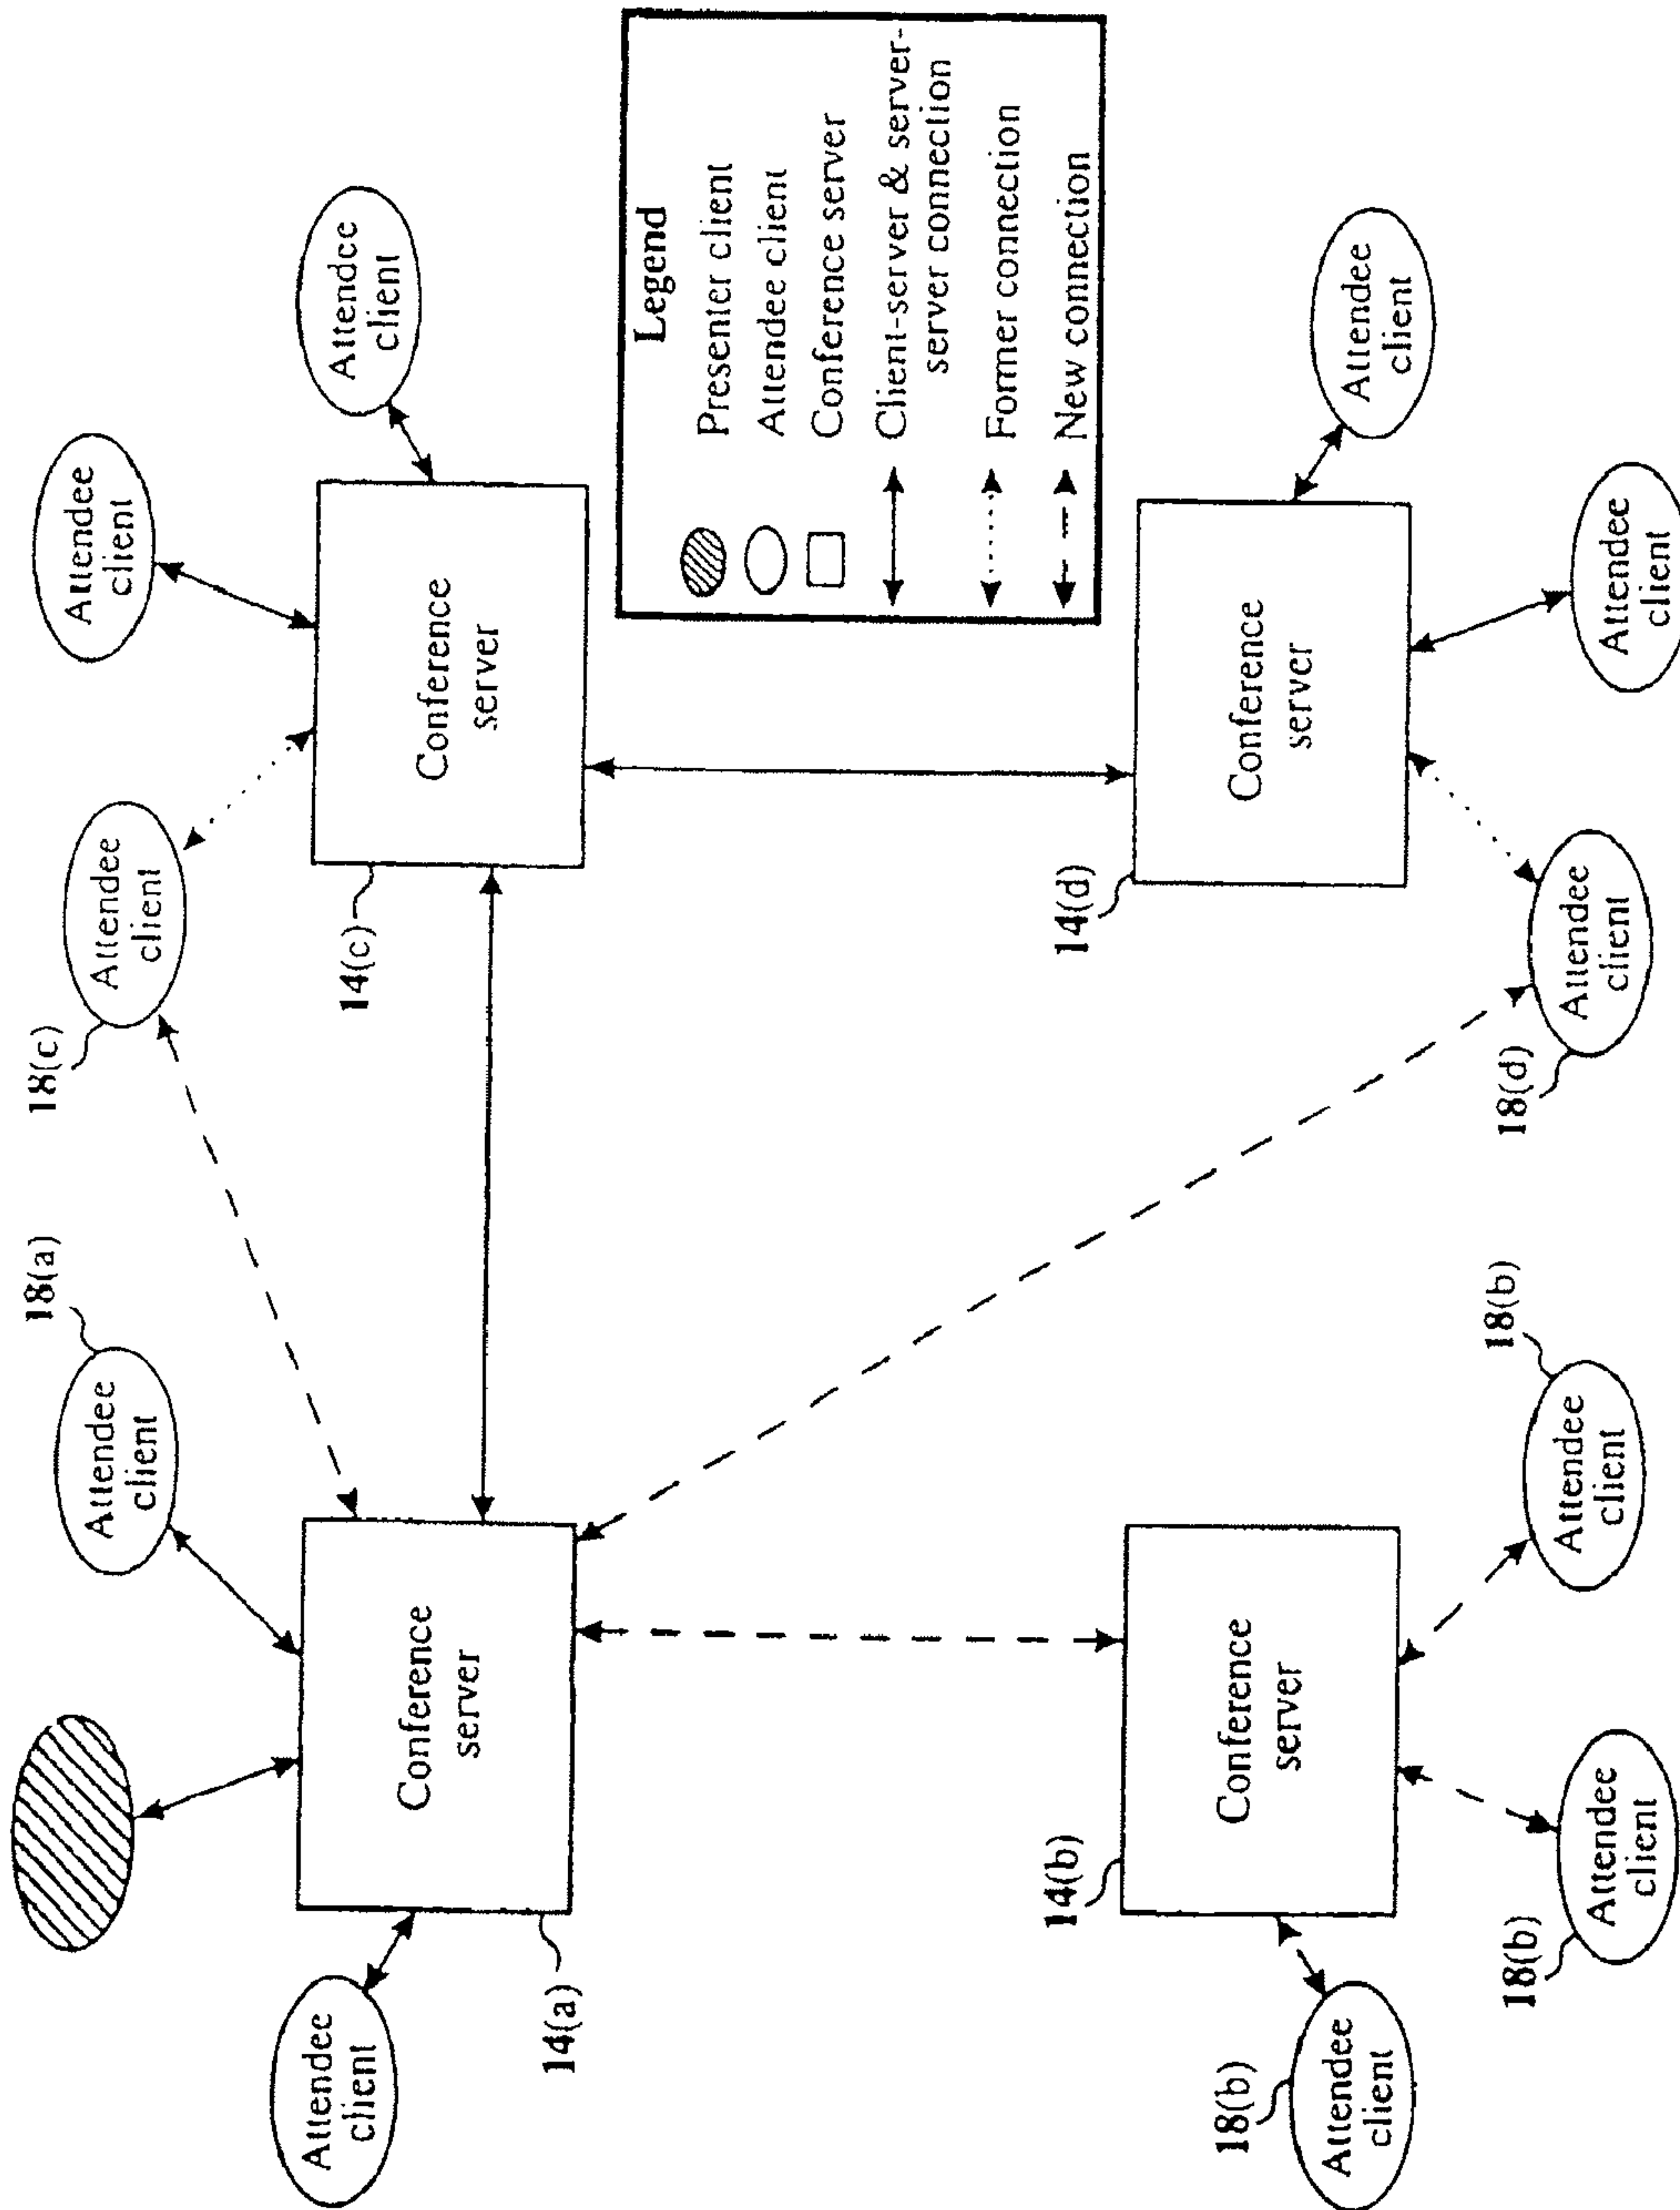 Attendee
client
18(a)
Attendee
client
18(c)
Attendee
client
Attendee
client
Attendee
client
Conference
server
14(a)
Conference
server
14(c)
Attendee
client
Legend
Presenter client
Attendee client
Conference server
Client-server & server-
server connection
Former connection
New connection
14(b)
Conference
server
14(d)
Conference
server
Attendee
client
18(b)
Attendee
client
18(b)
Attendee
client
18(b)
Attendee
client
18(d)
Attendee
client
Attendee
client